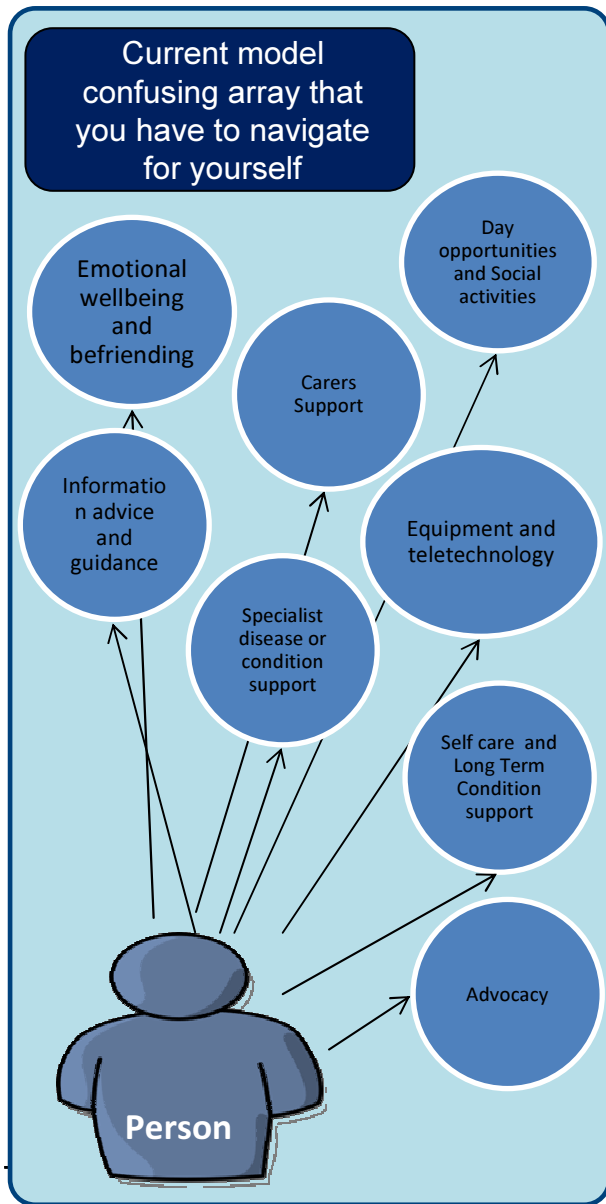 Current model
confusing array that
you have to navigate
for yourself
Day
opportunities
and Social
activities
Emotional
wellbeing
and
befriending
Carers
Support
Informatio
n advice
and
guidance
Equipment and
teletechnology
Specialist
disease or
condition
support
Self care  and
Long Term
Condition
support
Advocacy
Person